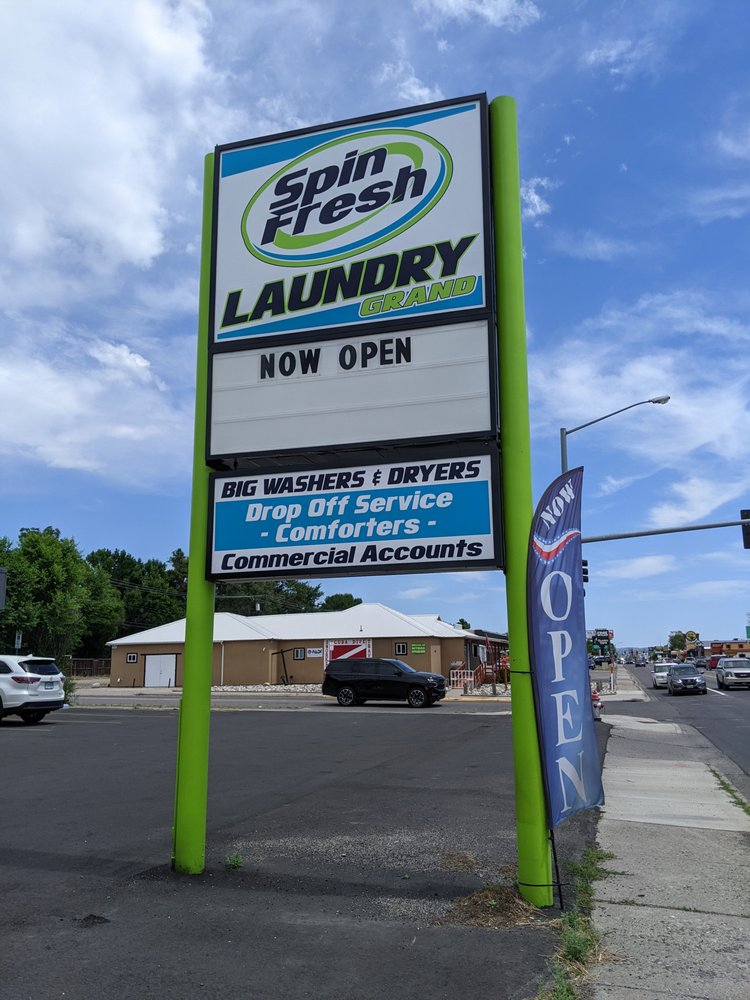 Spin
Fresh
LAUNDRY
GRAND
NOW OPEN
BIG WASHERS & DRYERS
Drop Off Service
- Comforters -
Commercial Accounts
NOW
OPEN